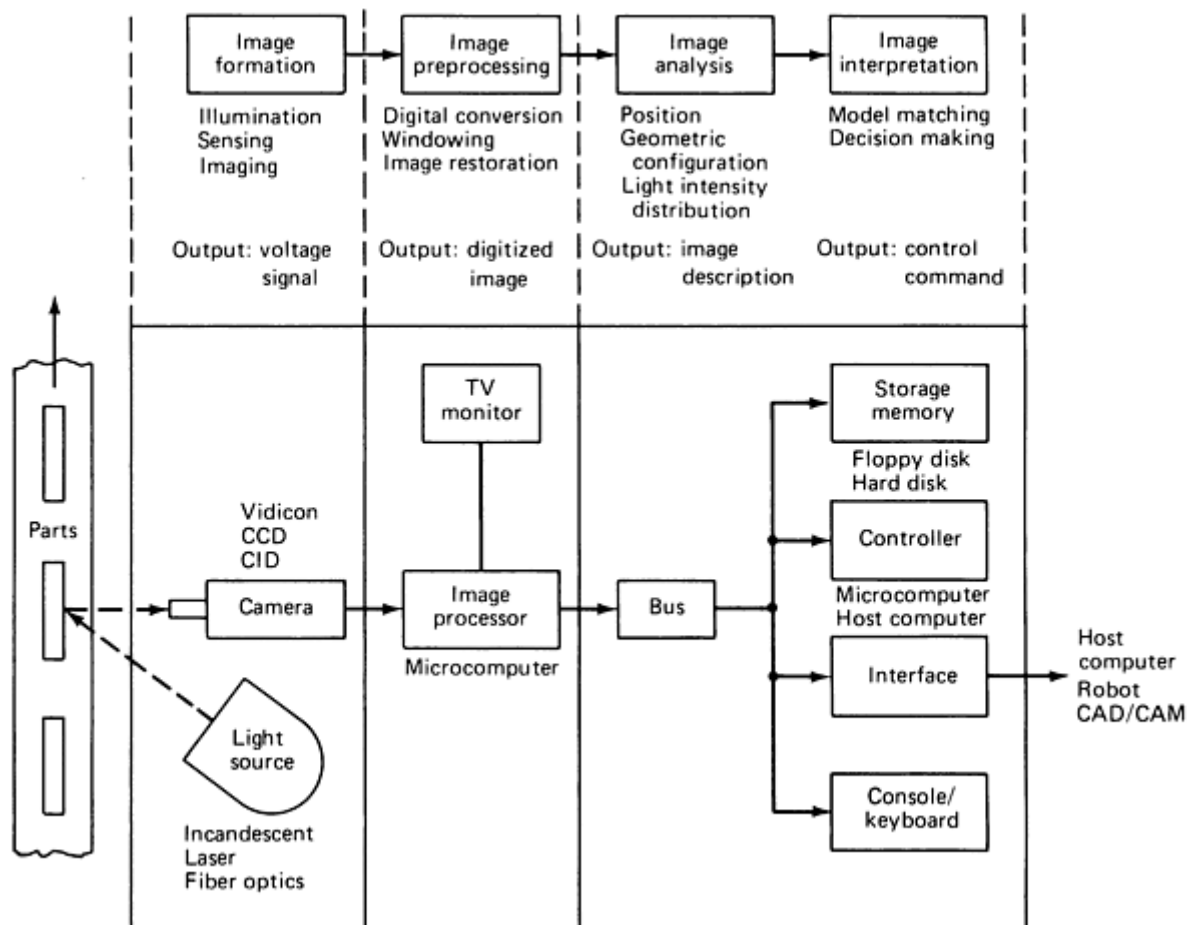 Image
formation
Illumination
Sensing
Imaging
Output: voltage
signal
Image
preprocessing
Digital conversion
Windowing
Image restoration
Output: digitized
image
Image
analysis
Position
Geometric
configuration
Light intensity
distribution
Output: image
description
Image
interpretation
Model matching
Decision making
Output: control
command
Parts
Vidicon
CCD
CID
Camera
Light
source
Incandescent
Laser
Fiber optics
TV
monitor
Image
processor
Microcomputer
Bus
Storage
memory
Floppy disk
Hard disk
Controller
Microcomputer
Host computer
Interface
Console/
keyboard
Host
computer
Robot
CAD/CAM